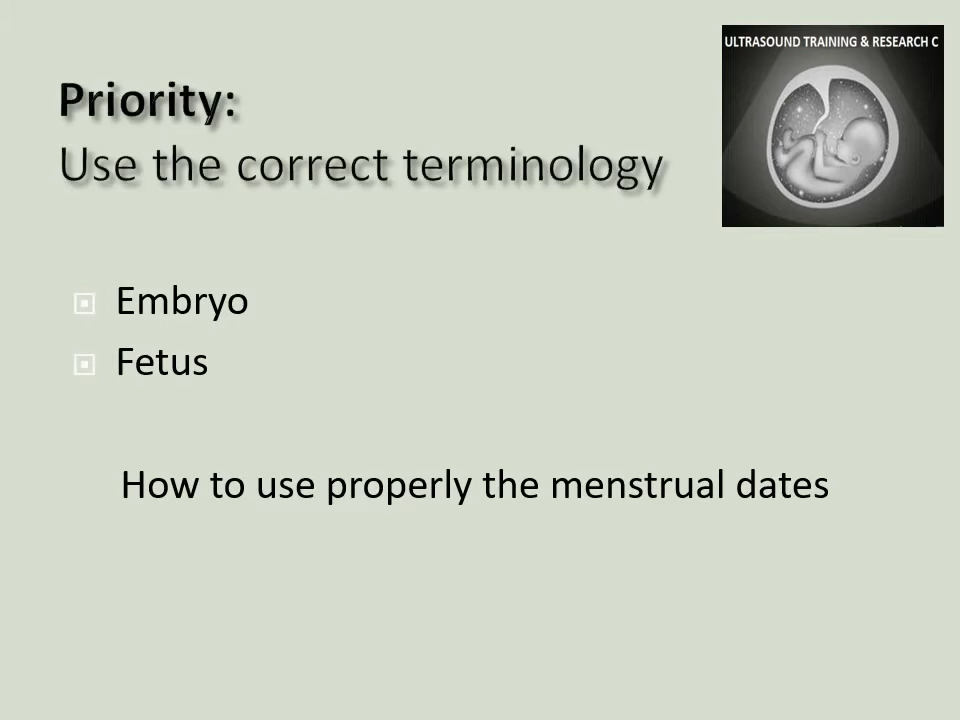 ULTRASOUND TRAINING & RESEARCH C
Priority:
Use the correct terminology
Embryo
Fetus
How to use properly the menstrual dates